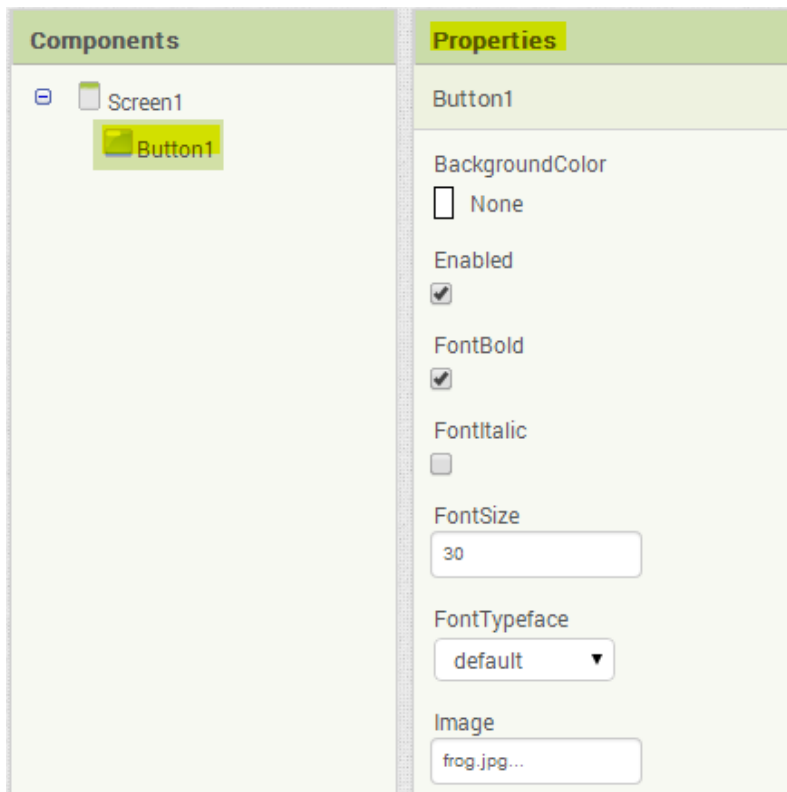 Components
Screen1
Button1
Properties
Button1
BackgroundColor
None
Enabled
FontBold
FontItalic
FontSize
30
FontTypeface
default
Image
frog.jpg...